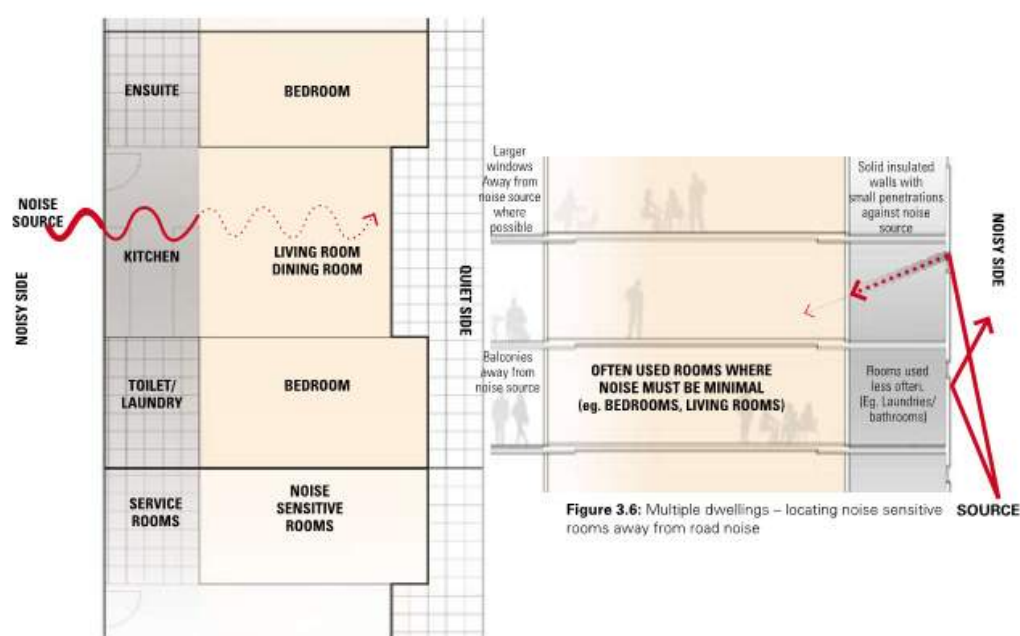 ENSUITE
BEDROOM
NOISE
SOURCE
KITCHEN
LIVING ROOM
DINING ROOM
NOISY SIDE
QUIET SIDE
TOILET/
LAUNDRY
BEDROOM
SERVICE
ROOMS
NOISE
SENSITIVE
ROOMS
Larger
windows
Away from
noise source
where
possible
Solid insulated
walls with
small penetrations
against noise
source
NOISY SIDE
Balconies
away from
noise source
OFTEN USED ROOMS WHERE
NOISE MUST BE MINIMAL
(eg. BEDROOMS, LIVING ROOMS)
Rooms used
less often.
(Eg. Laundries/
bathrooms)
Figure 3.6: Multiple dwellings – locating noise sensitive
rooms away from road noise
SOURCE